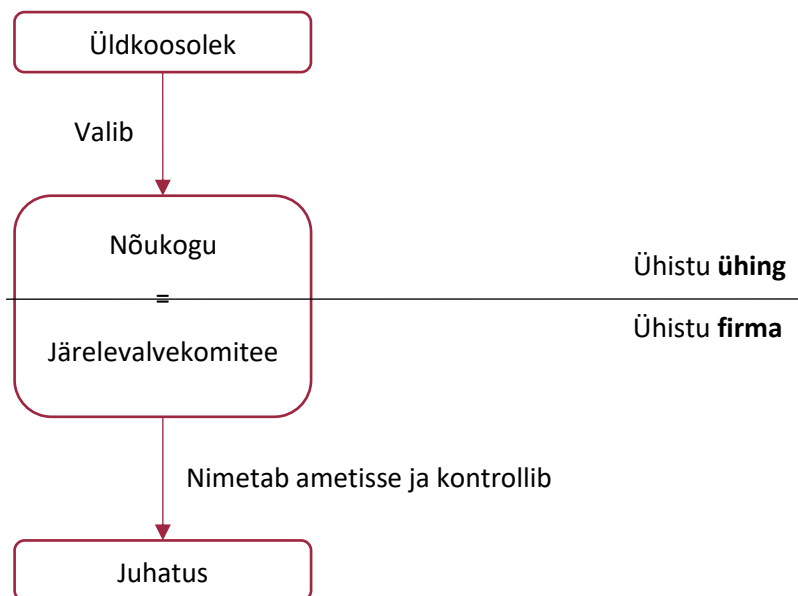 Üldkoosolek
Valib
Nõukogu
Ühistu ühing
≡
Ühistu firma
Järelevalvekomitee
Nimetab ametisse ja kontrollib
Juhatus